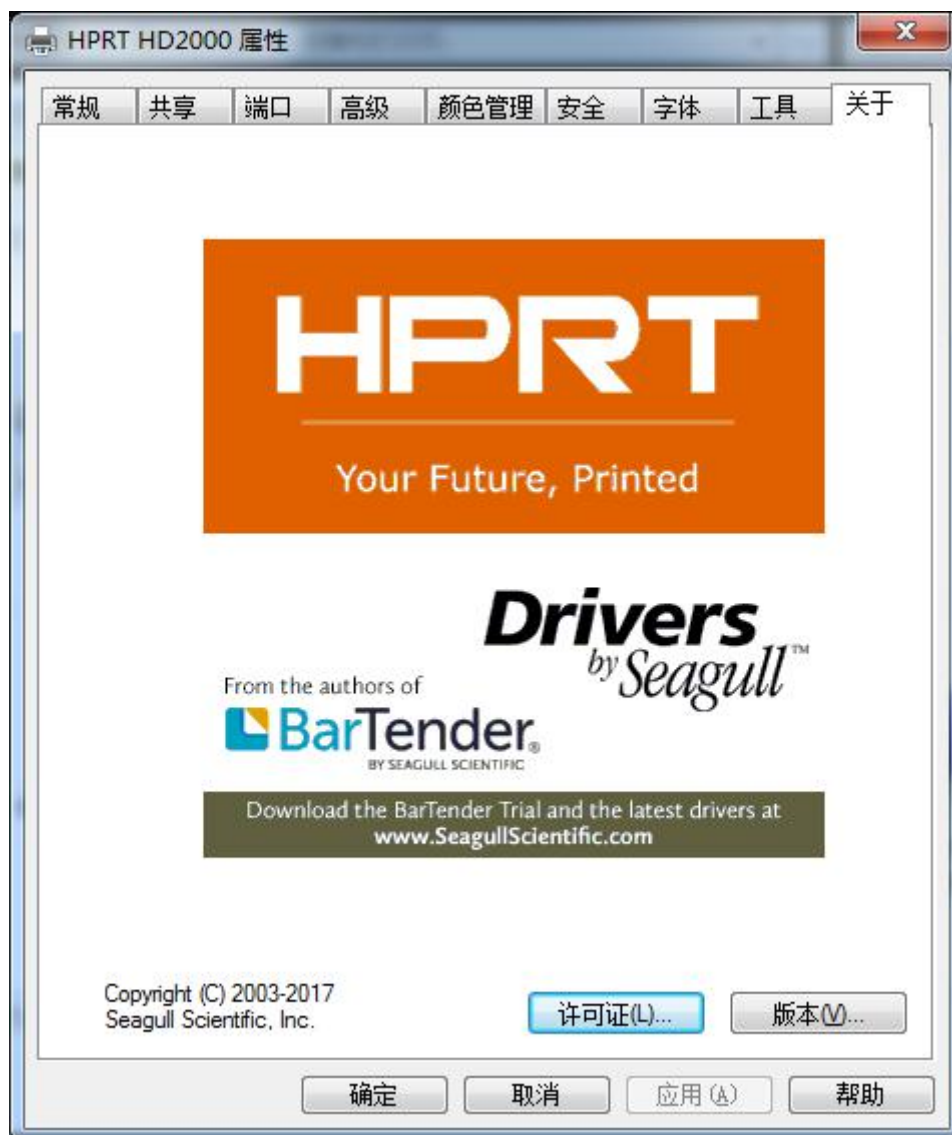 HPRT HD2000 属性
常规 共享 端口 高级 颜色管理 安全 字体 工具 关于
HPRT
Your Future, Printed
Drivers
by Seagull™
From the authors of
BarTender®
BY SEAGULL SCIENTIFIC
Download the BarTender Trial and the latest drivers at
www.SeagullScientific.com
Copyright (C) 2003-2017
Seagull Scientific, Inc.
许可证(L)... 版本(V)...
确定 取消 应用(A) 帮助